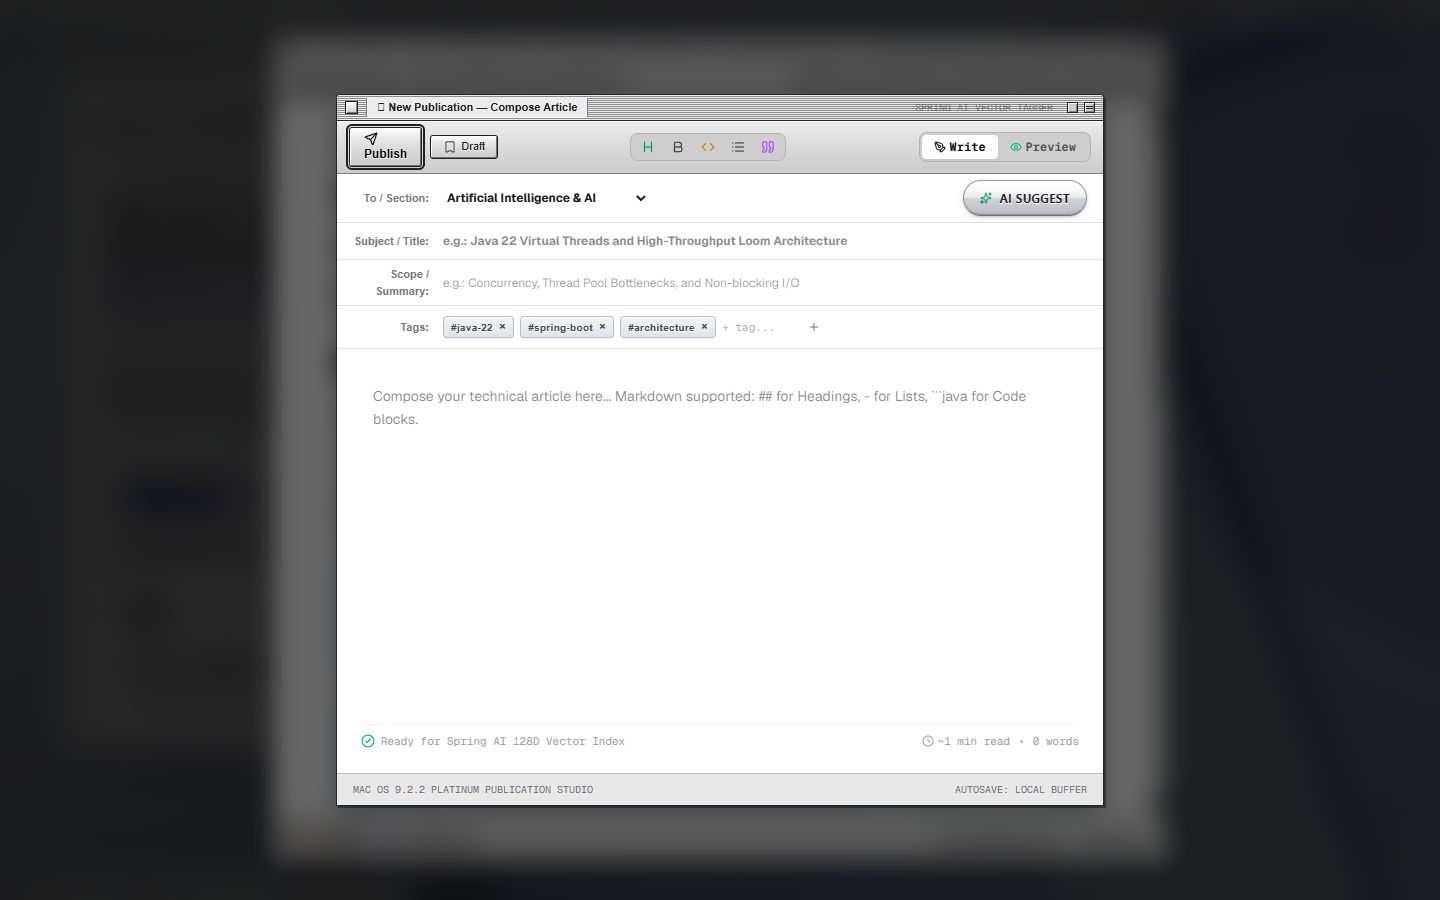 New Publication — Compose Article
SPRING AI VECTOR TAGGER
Publish
Draft
H B
Write
Preview
To / Section:
Artificial Intelligence & AI
AI SUGGEST
Subject / Title:
e.g.: Java 22 Virtual Threads and High-Throughput Loom Architecture
Scope /
Summary:
e.g.: Concurrency, Thread Pool Bottlenecks, and Non-blocking I/O
Tags:
#java-22 ×
#spring-boot ×
#architecture ×
+ tag...
+
Compose your technical article here... Markdown supported: ## for Headings, - for Lists, ```java for Code
blocks.
Ready for Spring AI 128D Vector Index
~1 min read • 0 words
MAC OS 9.2.2 PLATINUM PUBLICATION STUDIO
AUTOSAVE: LOCAL BUFFER